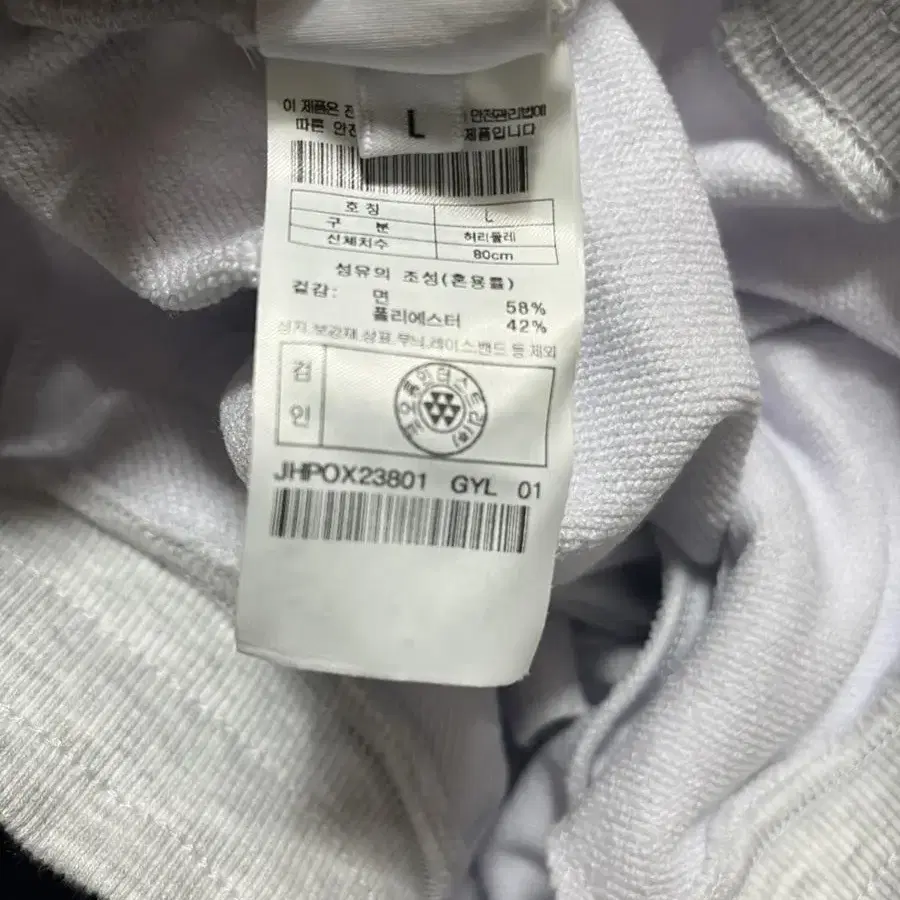 이 제품은 전 안전관리법에
따른 안전 제품입니다
L
호칭 L
구 분 허리둘레
신체치수 80cm
섬유의 조성(혼용률)
겉감: 면 58%
폴리에스터 42%
심지.보강재.상표.무늬.레이스.밴드 등 제외
검
인
JHPOX23801 GYL 01